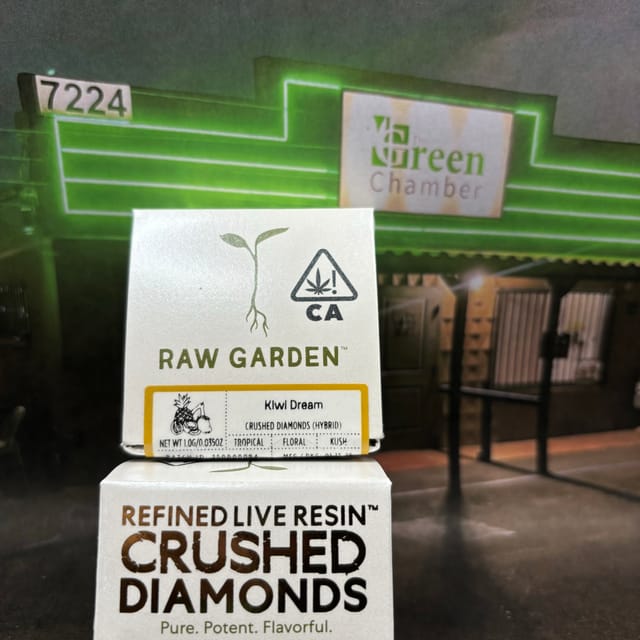 7224
Green
Chamber
CA
RAW GARDEN™
Kiwi Dream
CRUSHED DIAMONDS (HYBRID)
NET WT 1.0G/0.035OZ TROPICAL FLORAL KUSH
REFINED LIVE RESIN™
CRUSHED
DIAMONDS
Pure. Potent. Flavorful.